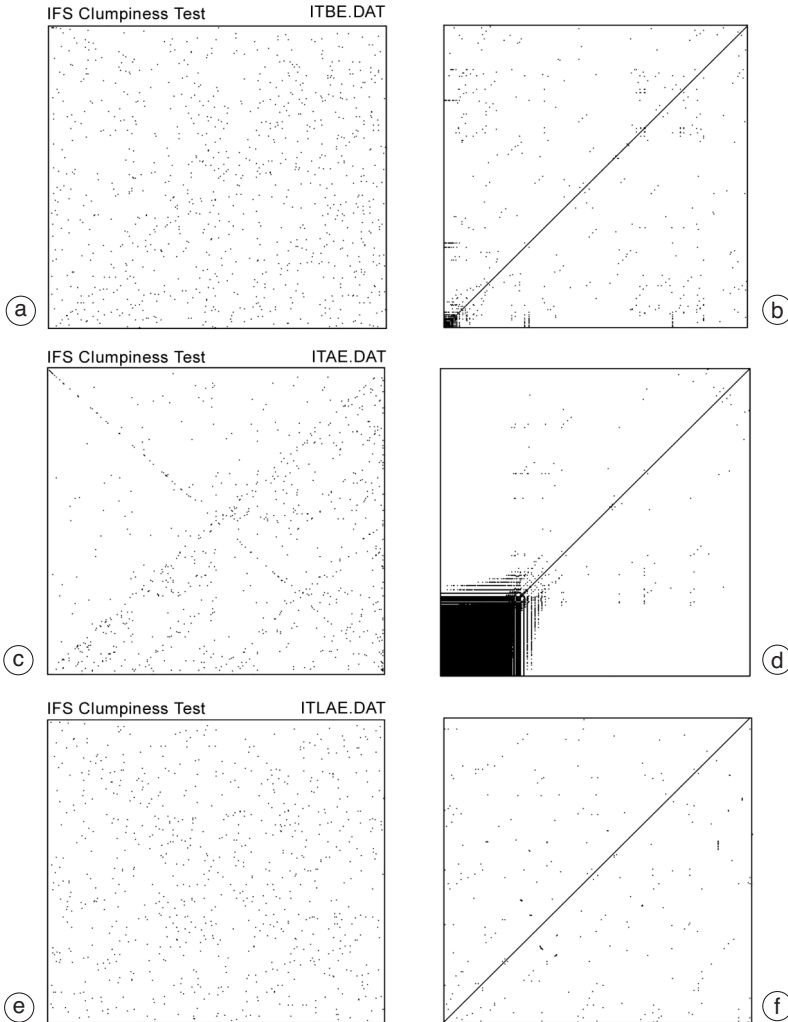 IFS Clumpiness Test ITBE.DAT
a b
IFS Clumpiness Test ITAE.DAT
c d
IFS Clumpiness Test ITLAE.DAT
e f